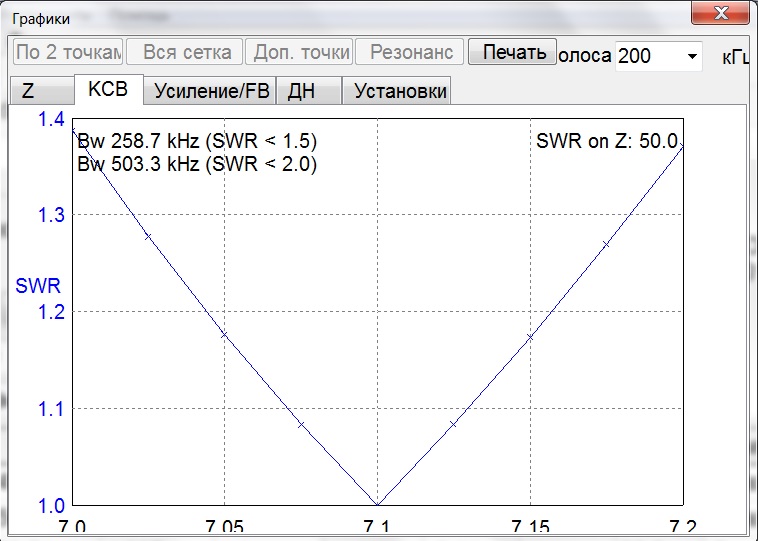 Графики
По 2 точкам Вся сетка Доп. точки Резонанс Печать олоса 200 кГц
Z КСВ Усиление/FB ДН Установки
1.4
Bw 258.7 kHz (SWR < 1.5) SWR on Z: 50.0
Bw 503.3 kHz (SWR < 2.0)
1.3
SWR
1.2
1.1
1.0
7.0 7.05 7.1 7.15 7.2